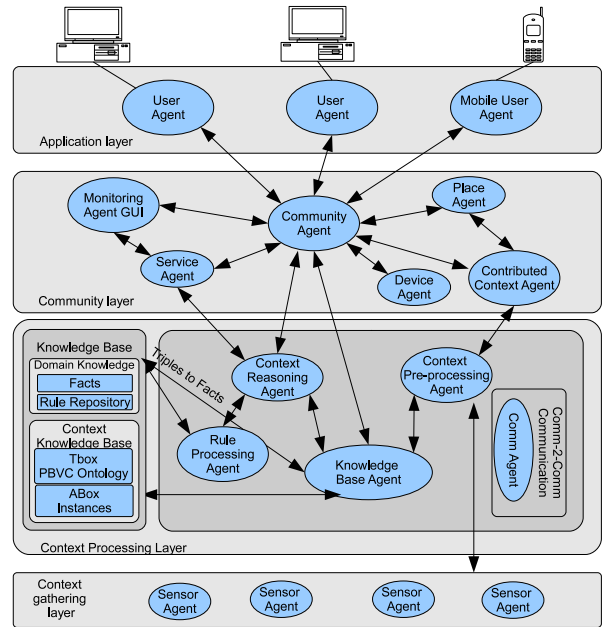 User
Agent
User
Agent
Mobile User
Agent
Application layer
Monitoring
Agent GUI
Community
Agent
Place
Agent
Service
Agent
Device
Agent
Contributed
Context Agent
Community layer
Knowledge Base
Domain Knowledge
Facts
Rule Repository
Context
Knowledge Base
Tbox
PBVC Ontology
ABox
Instances
Triples to Facts
Context
Reasoning
Agent
Context
Pre-processing
Agent
Rule
Processing
Agent
Knowledge
Base Agent
Comm Agent
Comm-2-Comm
Communication
Context Processing Layer
Context
gathering
layer
Sensor
Agent
Sensor
Agent
Sensor
Agent
Sensor
Agent